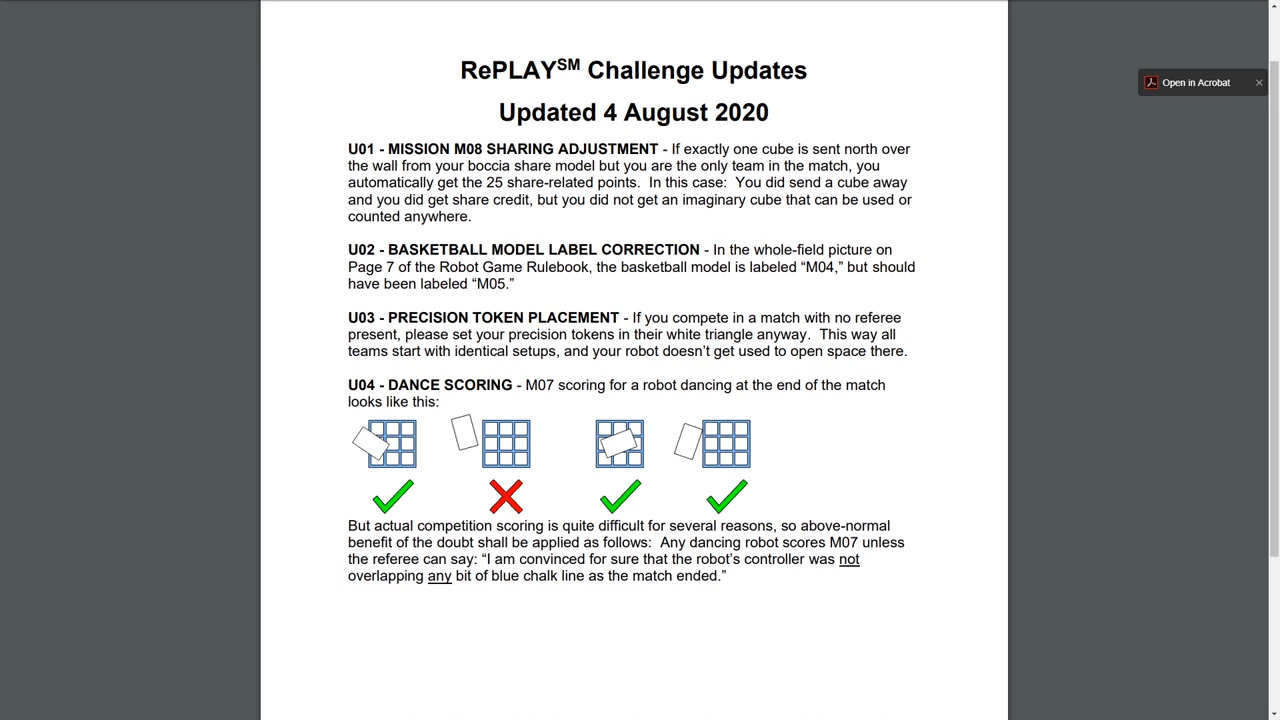 RePLAY℠ Challenge Updates
Updated 4 August 2020
Open in Acrobat
U01 - MISSION M08 SHARING ADJUSTMENT - If exactly one cube is sent north over
the wall from your boccia share model but you are the only team in the match, you
automatically get the 25 share-related points.  In this case:  You did send a cube away
and you did get share credit, but you did not get an imaginary cube that can be used or
counted anywhere.
U02 - BASKETBALL MODEL LABEL CORRECTION - In the whole-field picture on
Page 7 of the Robot Game Rulebook, the basketball model is labeled “M04,” but should
have been labeled “M05.”
U03 - PRECISION TOKEN PLACEMENT - If you compete in a match with no referee
present, please set your precision tokens in their white triangle anyway.  This way all
teams start with identical setups, and your robot doesn’t get used to open space there.
U04 - DANCE SCORING - M07 scoring for a robot dancing at the end of the match
looks like this:
But actual competition scoring is quite difficult for several reasons, so above-normal
benefit of the doubt shall be applied as follows:  Any dancing robot scores M07 unless
the referee can say: “I am convinced for sure that the robot’s controller was not
overlapping any bit of blue chalk line as the match ended.”